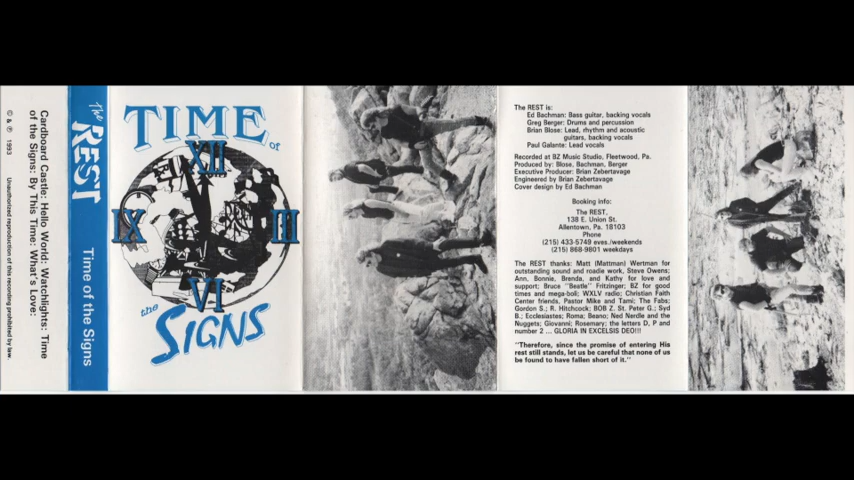 Cardboard Castle: Hello World: Watchlights: Time
of the Signs: By This Time: What's Love:
© & ℗ 1993 Unauthorized reproduction of this recording prohibited by law.
The REST Time of the Signs
TIME of
XII
IX III
VI
the
SIGNS
The REST is:
Ed Bachman: Bass guitar, backing vocals
Greg Berger: Drums and percussion
Brian Blose: Lead, rhythm and acoustic
guitars, backing vocals
Paul Galante: Lead vocals
Recorded at BZ Music Studio, Fleetwood, Pa.
Produced by: Blose, Bachman, Berger
Executive Producer: Brian Zebertavage
Engineered by Brian Zebertavage
Cover design by Ed Bachman
Booking info:
The REST,
138 E. Union St.
Allentown, Pa. 18103
Phone
(215) 433-5749 eves./weekends
(215) 868-9801 weekdays
The REST thanks: Matt (Mattman) Wertman for
outstanding sound and roadie work, Steve Owens;
Ann, Bonnie, Brenda, and Kathy for love and
support; Bruce "Beatle" Fritzinger; BZ for good
times and mega-boli; WXLV radio; Christian Faith
Center friends, Pastor Mike and Tami; The Fabs;
Gordon S.; R. Hitchcock; BOB Z. St. Peter G.; Syd
B.; Ecclesiastes; Roma; Beano; Ned Nerdle and the
Nuggets; Giovanni; Rosemary; the letters D, P and
number 2 ... GLORIA IN EXCELSIS DEO!!!
"Therefore, since the promise of entering His
rest still stands, let us be careful that none of us
be found to have fallen short of it."